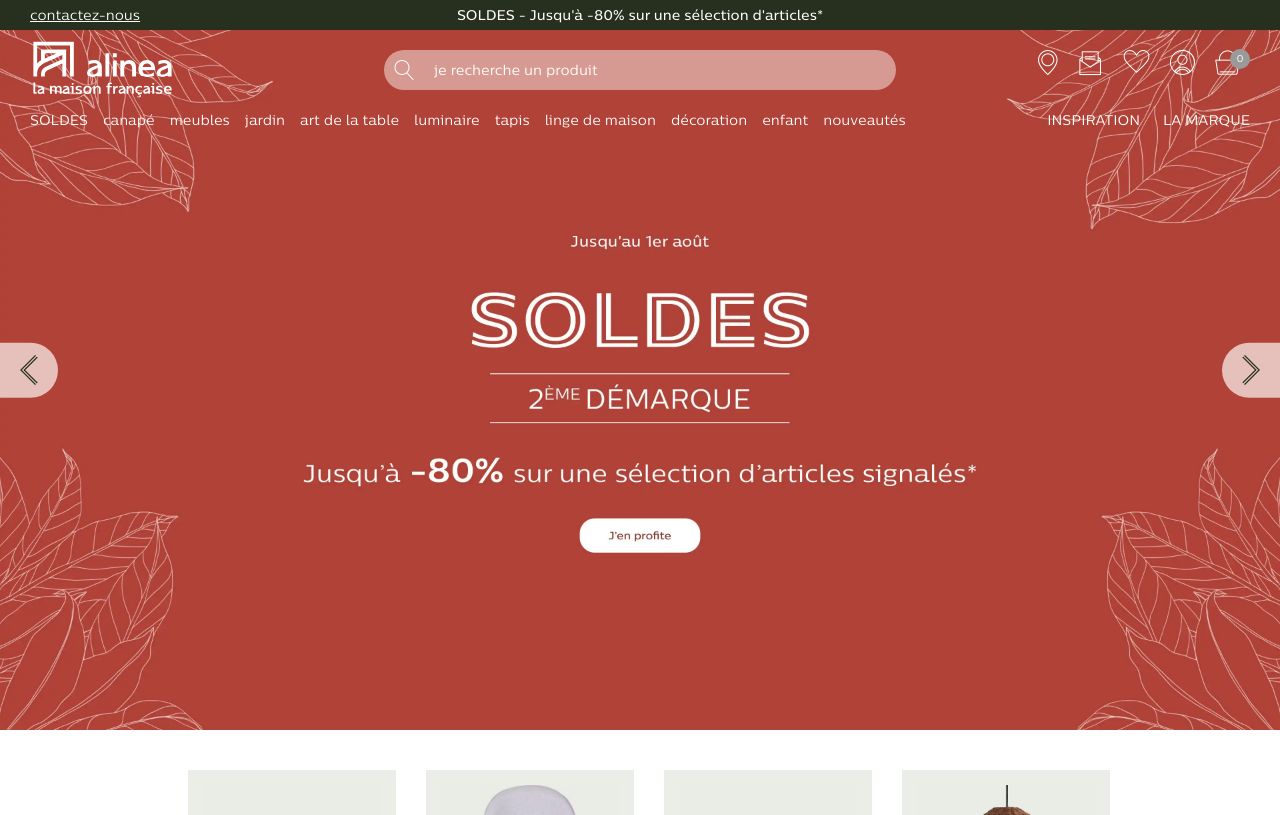 contactez-nous
SOLDES - Jusqu'à -80% sur une sélection d'articles*
alinea
la maison française
je recherche un produit
0
SOLDES canapé meubles jardin art de la table luminaire tapis linge de maison décoration enfant nouveautés INSPIRATION LA MARQUE
Jusqu'au 1er août
SOLDES
2ÈME DÉMARQUE
Jusqu'à -80% sur une sélection d'articles signalés*
J'en profite